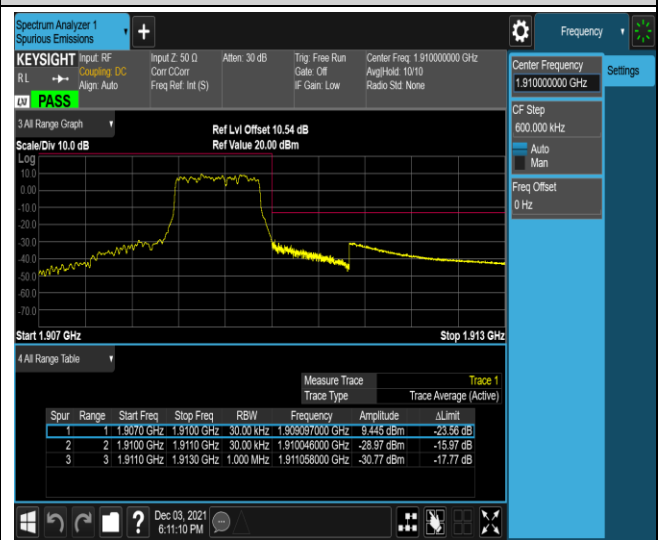 Spectrum Analyzer 1
Spurious Emissions
Frequency
KEYSIGHT Input: RF Input Z: 50 Ω Atten: 30 dB Trig: Free Run Center Freq: 1.910000000 GHz
RL Coupling: DC Corr CCorr Gate: Off Avg|Hold: 10/10
Align: Auto Freq Ref: Int (S) IF Gain: Low Radio Std: None
LXI PASS
Center Frequency
1.910000000 GHz
Settings
CF Step
600.000 kHz
Auto
Man
Freq Offset
0 Hz
3 All Range Graph
Ref Lvl Offset 10.54 dB
Scale/Div 10.0 dB Ref Value 20.00 dBm
Log
10.0
0.00
-10.0
-20.0
-30.0
-40.0
-50.0
-60.0
-70.0
Start 1.907 GHz Stop 1.913 GHz
4 All Range Table
Measure Trace Trace 1
Trace Type Trace Average (Active)
Spur Range Start Freq Stop Freq RBW Frequency Amplitude ΔLimit
1 1 1.9070 GHz 1.9100 GHz 30.00 kHz 1.909097000 GHz 9.445 dBm -23.56 dB
2 2 1.9100 GHz 1.9110 GHz 30.00 kHz 1.910046000 GHz -28.97 dBm -15.97 dB
3 3 1.9110 GHz 1.9130 GHz 1.000 MHz 1.911058000 GHz -30.77 dBm -17.77 dB
Dec 03, 2021
6:11:10 PM